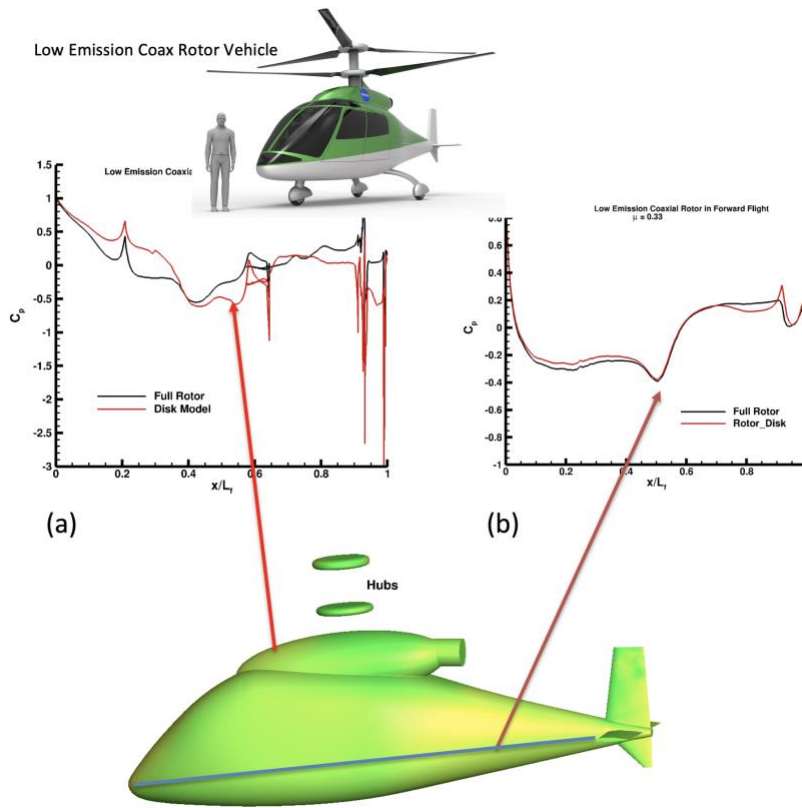 Low Emission Coax Rotor Vehicle
Low Emission Coaxia
1.5
1
0.5
0
-0.5
-1
-1.5
-2
-2.5
-3
Cp
Full Rotor
Disk Model
0
0.2
0.4
0.6
0.8
1
x/Lf
(a)
Low Emission Coaxial Rotor in Forward Flight
μ = 0.33
0.8
0.6
0.4
0.2
0
-0.2
-0.4
-0.6
-0.8
-1
Cp
Full Rotor
Rotor_Disk
0
0.2
0.4
0.6
0.8
x/Lf
(b)
Hubs